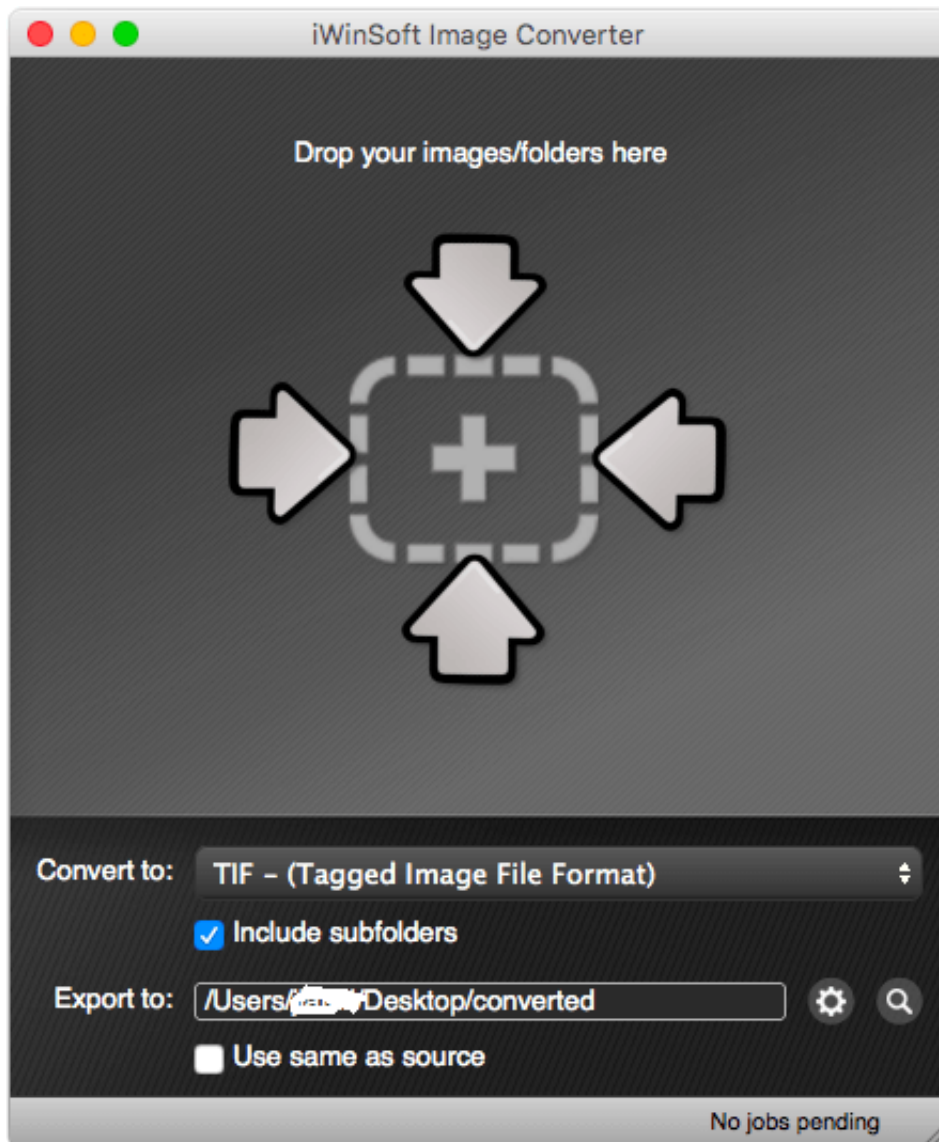 iWinSoft Image Converter
Drop your images/folders here
Convert to: TIF – (Tagged Image File Format)
Include subfolders
Export to: /Users/ /Desktop/converted
Use same as source
No jobs pending